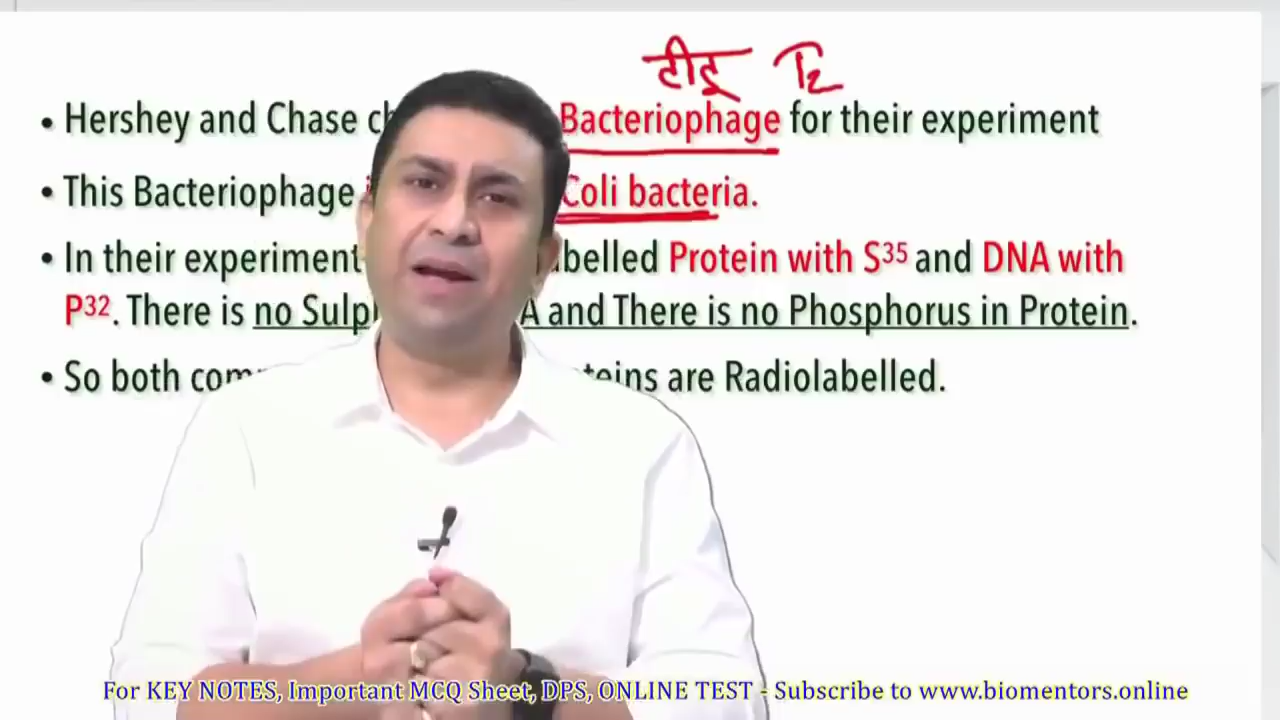 टीटू T2
• Hershey and Chase ch Bacteriophage for their experiment
• This Bacteriophage Coli bacteria.
• In their experiment belled Protein with S35 and DNA with
P32. There is no Sulp A and There is no Phosphorus in Protein.
• So both com teins are Radiolabelled.
For KEY NOTES, Important MCQ Sheet, DPS, ONLINE TEST - Subscribe to www.biomentors.online